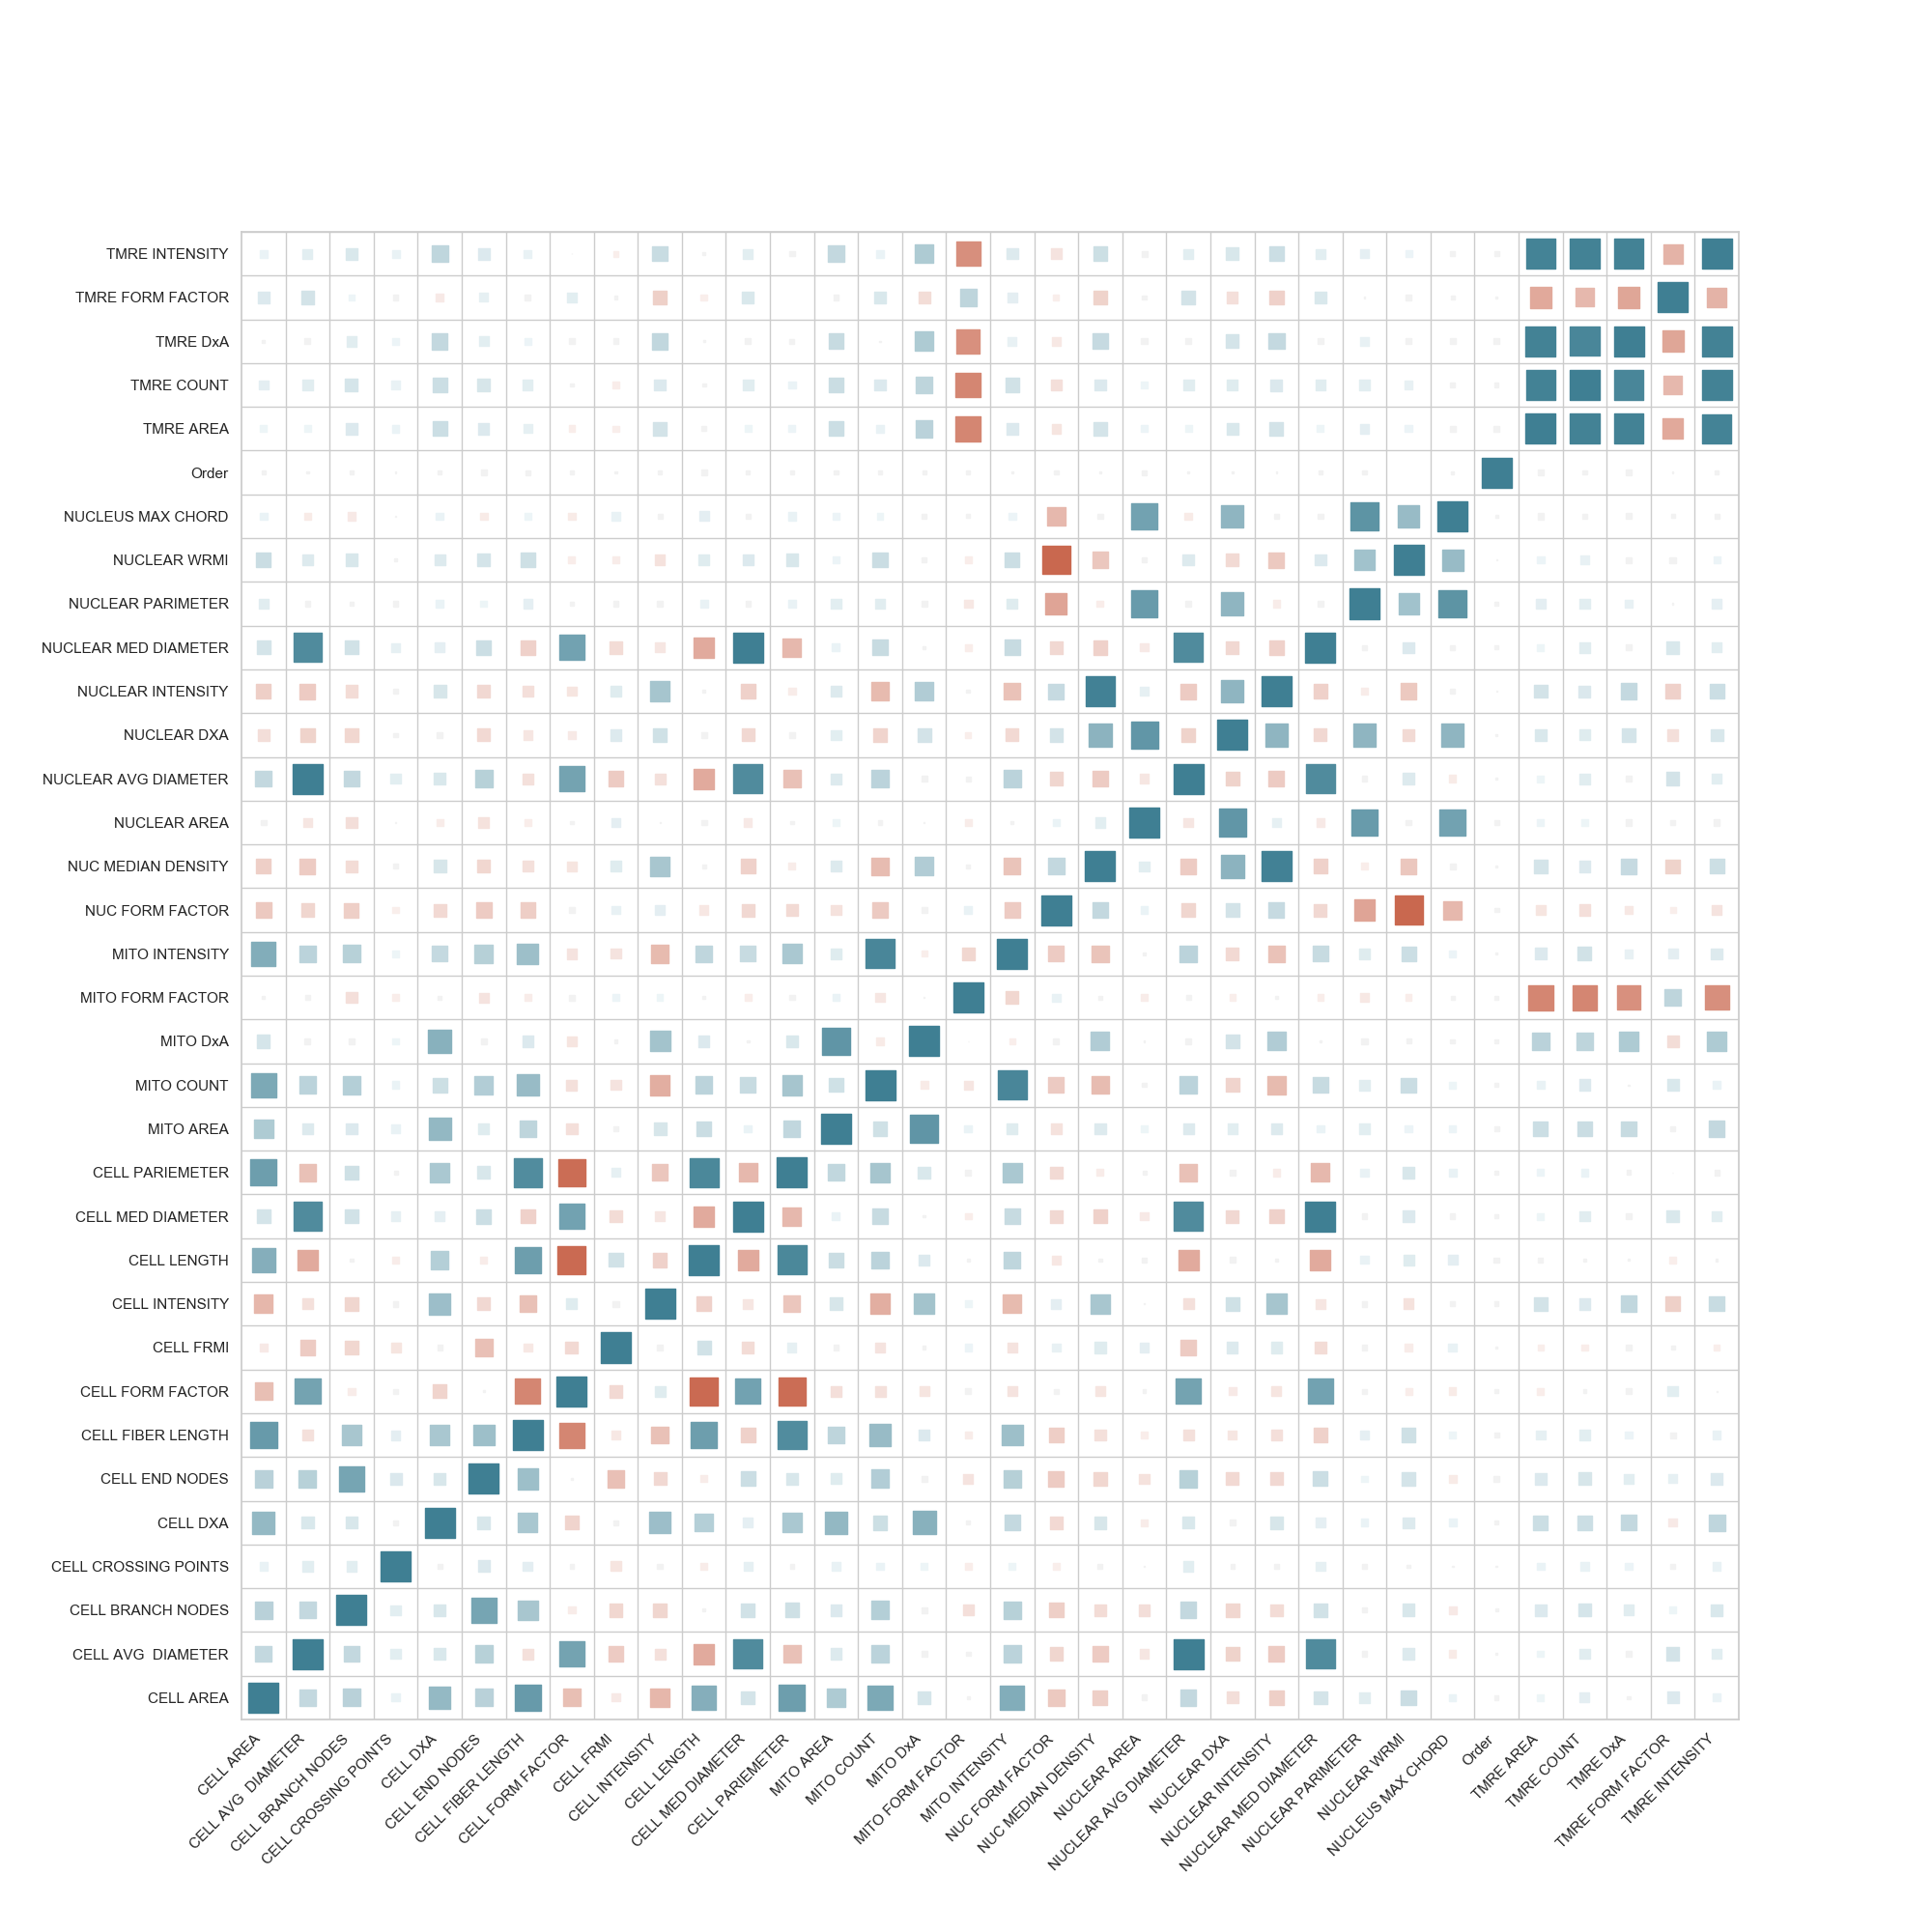 TMRE INTENSITY
TMRE FORM FACTOR
TMRE DxA
TMRE COUNT
TMRE AREA
Order
NUCLEUS MAX CHORD
NUCLEAR WRMI
NUCLEAR PARIMETER
NUCLEAR MED DIAMETER
NUCLEAR INTENSITY
NUCLEAR DXA
NUCLEAR AVG DIAMETER
NUCLEAR AREA
NUC MEDIAN DENSITY
NUC FORM FACTOR
MITO INTENSITY
MITO FORM FACTOR
MITO DxA
MITO COUNT
MITO AREA
CELL PARIEMETER
CELL MED DIAMETER
CELL LENGTH
CELL INTENSITY
CELL FRMI
CELL FORM FACTOR
CELL FIBER LENGTH
CELL END NODES
CELL DXA
CELL CROSSING POINTS
CELL BRANCH NODES
CELL AVG  DIAMETER
CELL AREA
CELL AREA
CELL AVG  DIAMETER
CELL BRANCH NODES
CELL CROSSING POINTS
CELL DXA
CELL END NODES
CELL FIBER LENGTH
CELL FORM FACTOR
CELL FRMI
CELL INTENSITY
CELL LENGTH
CELL MED DIAMETER
CELL PARIEMETER
MITO AREA
MITO COUNT
MITO DxA
MITO FORM FACTOR
MITO INTENSITY
NUC FORM FACTOR
NUC MEDIAN DENSITY
NUCLEAR AREA
NUCLEAR AVG DIAMETER
NUCLEAR DXA
NUCLEAR INTENSITY
NUCLEAR MED DIAMETER
NUCLEAR PARIMETER
NUCLEAR WRMI
NUCLEUS MAX CHORD
Order
TMRE AREA
TMRE COUNT
TMRE DxA
TMRE FORM FACTOR
TMRE INTENSITY